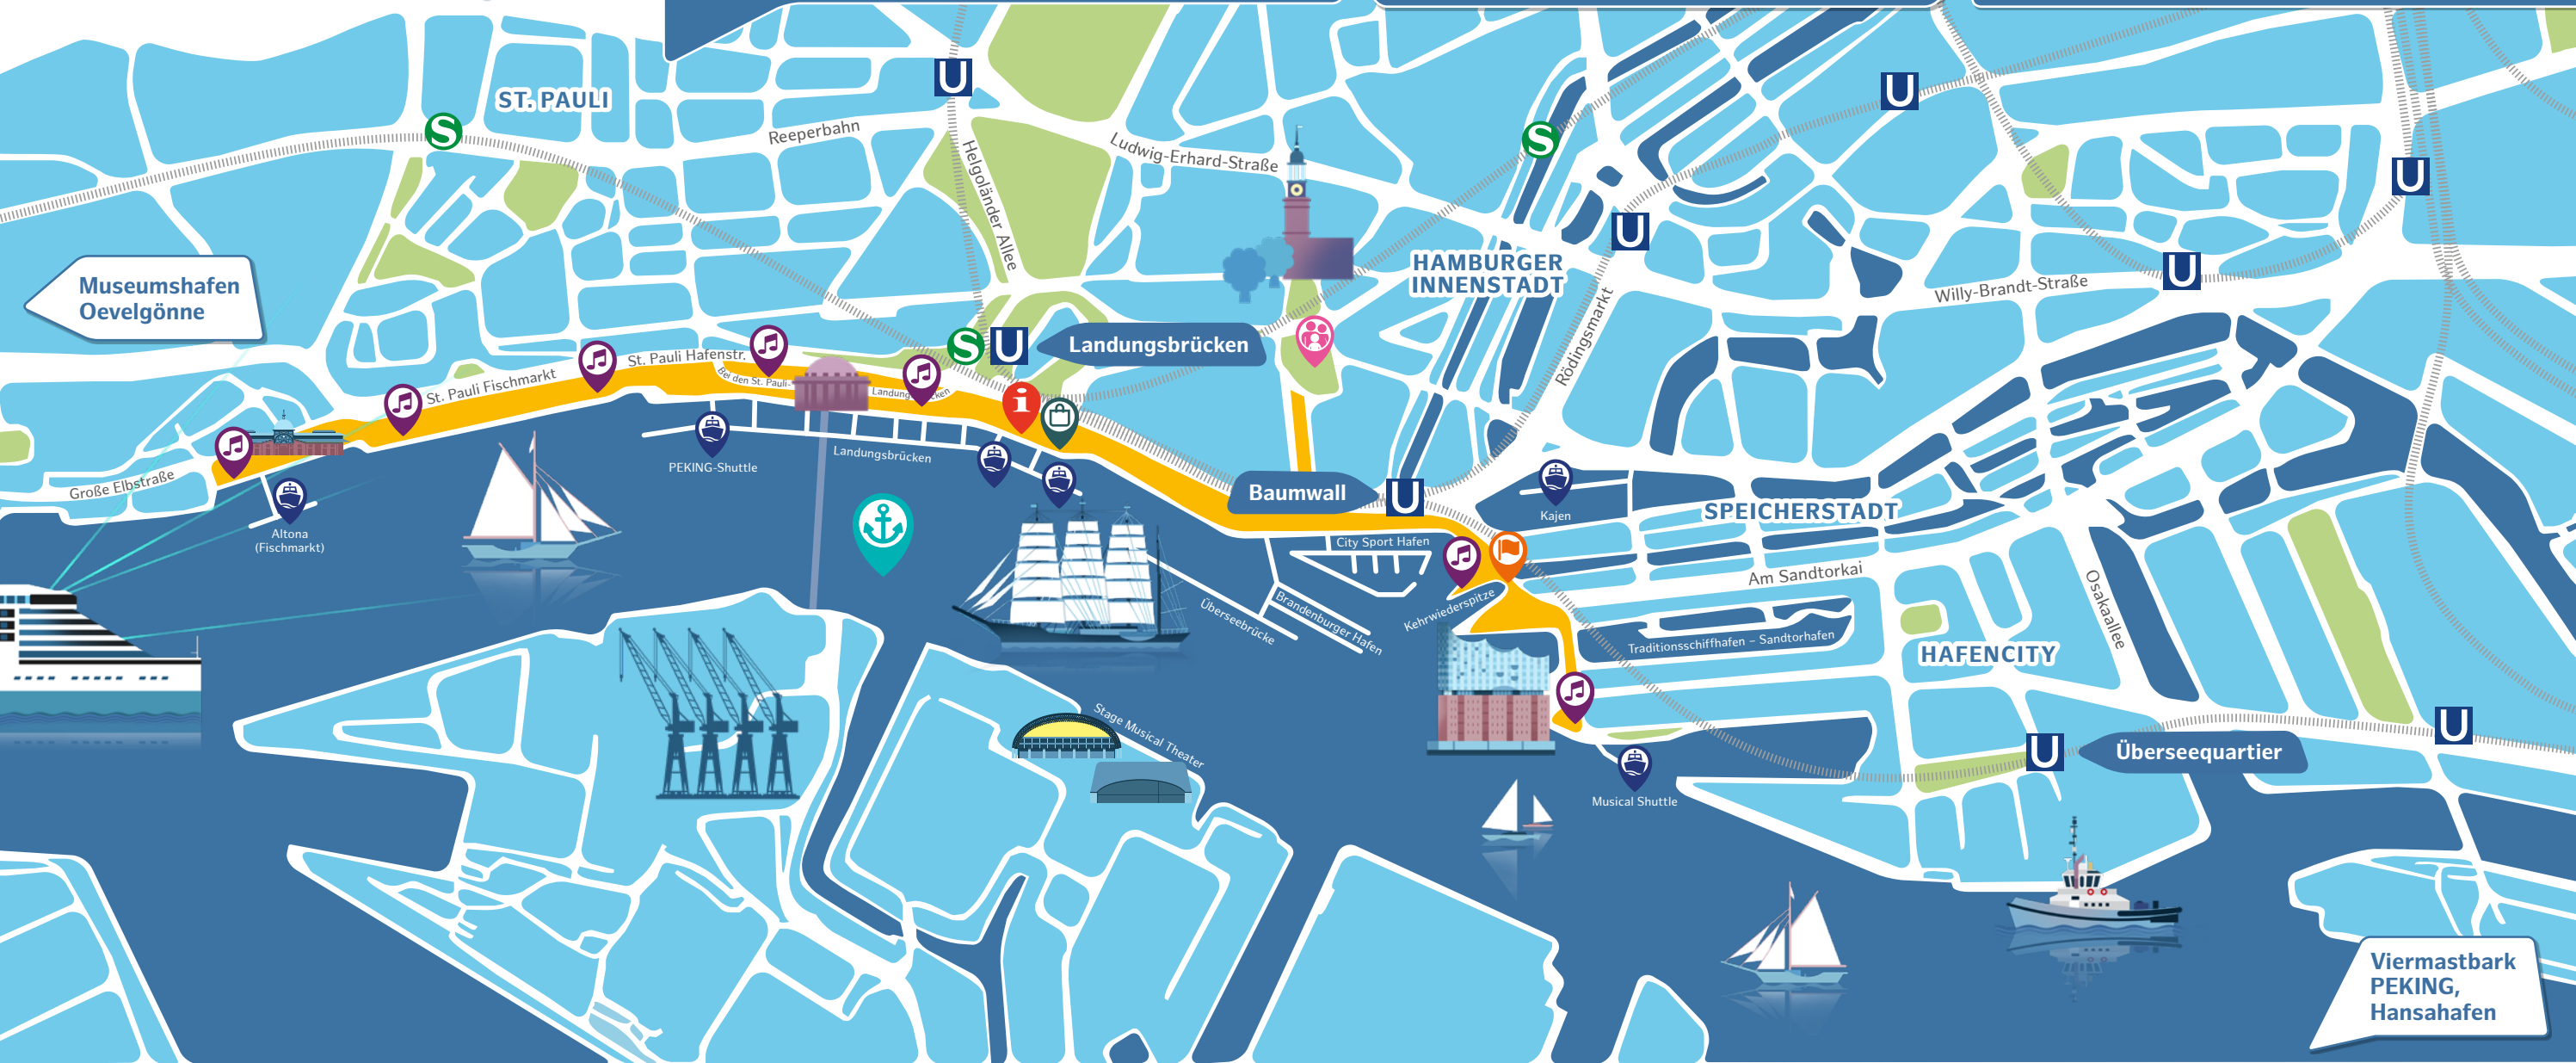 U
ST. PAULI
U
S
Reeperbahn
S
Ludwig-Erhard-Straße
U
Helgoländer Allee
U
HAMBURGER
INNENSTADT
Museumshafen
Oevelgönne
U
Willy-Brandt-Straße
Rödingsmarkt
S U
Landungsbrücken
St. Pauli Hafenstr.
St. Pauli Fischmarkt
Bei den St. Pauli-
i
Landungsbrücken
PEKING-Shuttle
Große Elbstraße
Baumwall
U
Kajen
SPEICHERSTADT
Altona
(Fischmarkt)
City Sport Hafen
Am Sandtorkai
Osakaallee
Überseebrücke
Brandenburger Hafen
Kehrwiederspitze
Traditionsschiffhafen – Sandtorhafen
HAFENCITY
Stage Musical Theater
U
U
Überseequartier
Musical Shuttle
Viermastbark
PEKING,
Hansahafen